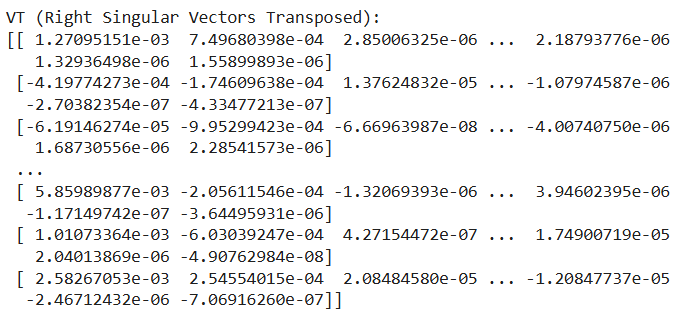 VT (Right Singular Vectors Transposed):
[[ 1.27095151e-03  7.49680398e-04  2.85006325e-06 ...  2.18793776e-06
   1.32936498e-06  1.55899893e-06]
 [-4.19774273e-04 -1.74609638e-04  1.37624832e-05 ... -1.07974587e-06
  -2.70382354e-07 -4.33477213e-07]
 [-6.19146274e-05 -9.95299423e-04 -6.66963987e-08 ... -4.00740750e-06
   1.68730556e-06  2.28541573e-06]
 ...
 [ 5.85989877e-03 -2.05611546e-04 -1.32069393e-06 ...  3.94602395e-06
  -1.17149742e-07 -3.64495931e-06]
 [ 1.01073364e-03 -6.03039247e-04  4.27154472e-07 ...  1.74900719e-05
   2.04013869e-06 -4.90762984e-08]
 [ 2.58267053e-03  2.54554015e-04  2.08484580e-05 ... -1.20847737e-05
  -2.46712432e-06 -7.06916260e-07]]